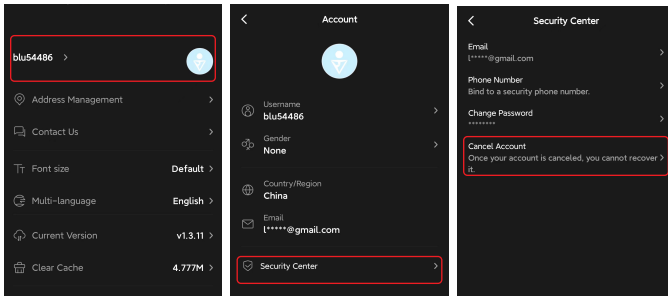 blu54486
Address Management
Contact Us
Font size Default
Multi-language English
Current Version v1.3.11
Clear Cache 4.777M
Account
Username
blu54486
Gender
None
Country/Region
China
Email
l*****@gmail.com
Security Center
Security Center
Email
l*****@gmail.com
Phone Number
Bind to a security phone number.
Change Password
********
Cancel Account
Once your account is canceled, you cannot recover
it.